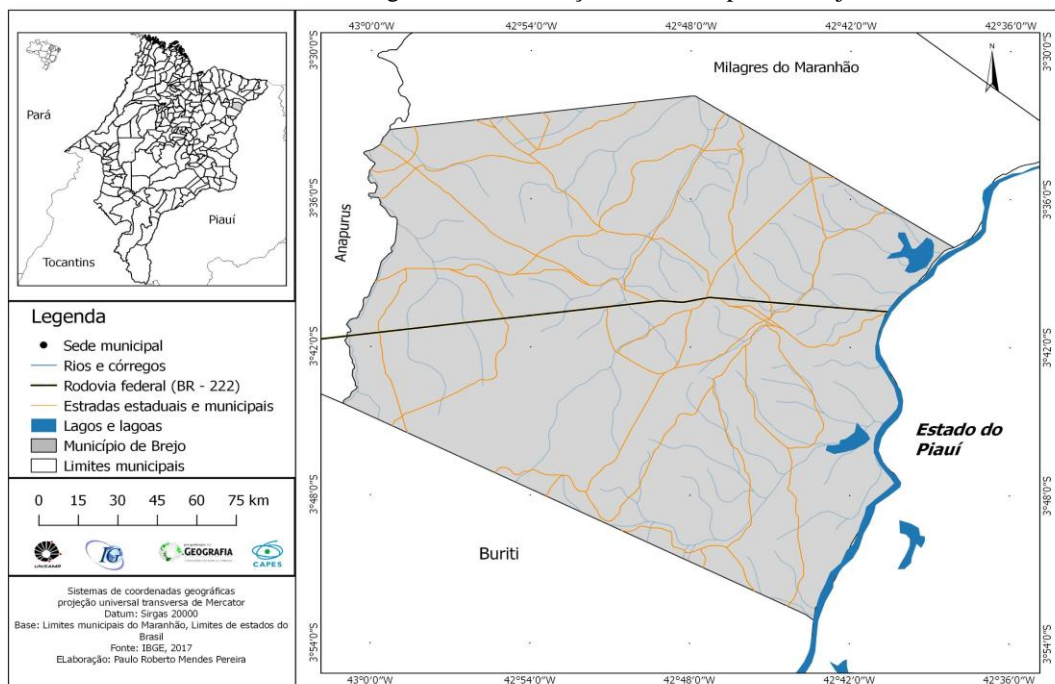 43°0'0"W 42°54'0"W 42°48'0"W 42°42'0"W 42°36'0"W
Pará
Piauí
Tocantins
Legenda
Sede municipal
Rios e córregos
Rodovia federal (BR - 222)
Estradas estaduais e municipais
Lagos e lagoas
Município de Brejo
Limites municipais
0 15 30 45 60 75 km
UNICAMP
IG
GEOGRAFIA
CAPES
Sistemas de coordenadas geográficas
projeção universal transversa de Mercator
Datum: Sirgas 20000
Base: Limites municipais do Maranhão, Limites de estados do
Brasil
Fonte: IBGE, 2017
ELaboração: Paulo Roberto Mendes Pereira
Milagres do Maranhão
N
Anapurus
Estado do
Piauí
Buriti
3°30'0"S
3°36'0"S
3°42'0"S
3°48'0"S
3°54'0"S
3°30'0"S
3°36'0"S
3°42'0"S
3°48'0"S
3°54'0"S
43°0'0"W 42°54'0"W 42°48'0"W 42°42'0"W 42°36'0"W